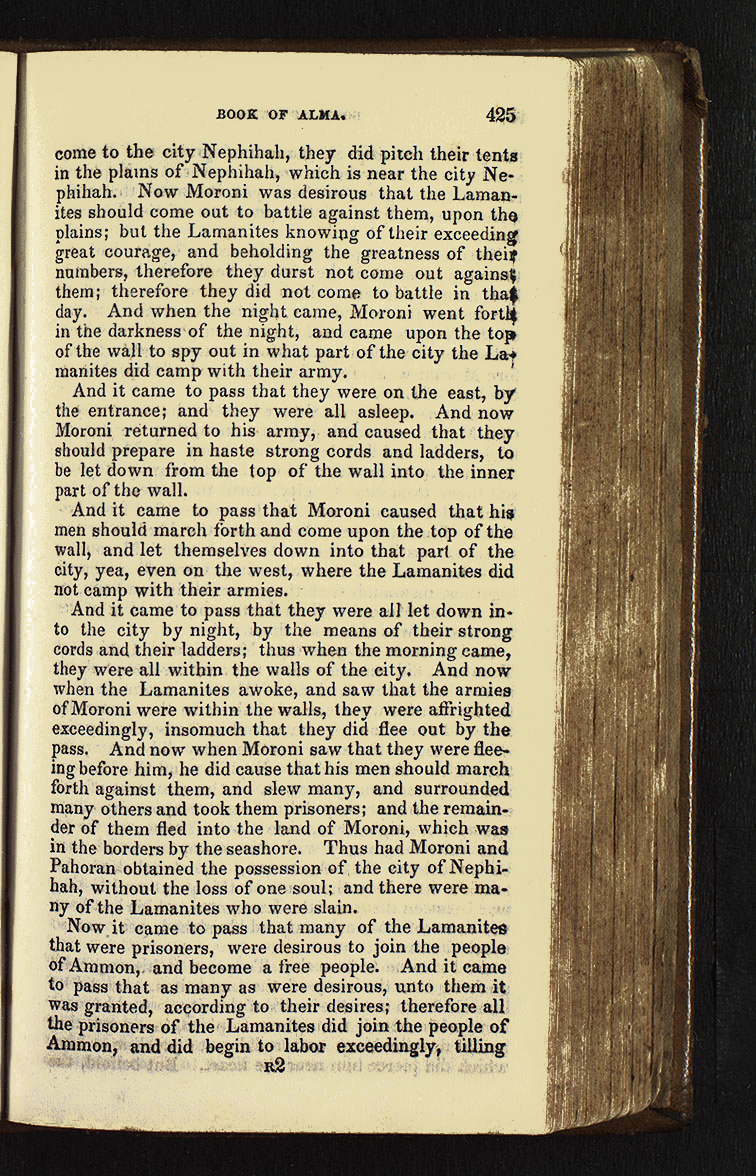 BOOK OF ALMA. 425
come to the city Nephihah, they did pitch their tents
in the plains of Nephihah, which is near the city Ne-
phihah. Now Moroni was desirous that the Laman-
ites should come out to battle against them, upon the
plains; but the Lamanites knowing of their exceeding
great courage, and beholding the greatness of their
numbers, therefore they durst not come out against
them; therefore they did not come to battle in that
day. And when the night came, Moroni went forth
in the darkness of the night, and came upon the top
of the wall to spy out in what part of the city the La-
manites did camp with their army.
And it came to pass that they were on the east, by
the entrance; and they were all asleep. And now
Moroni returned to his army, and caused that they
should prepare in haste strong cords and ladders, to
be let down from the top of the wall into the inner
part of the wall.
And it came to pass that Moroni caused that his
men should march forth and come upon the top of the
wall, and let themselves down into that part of the
city, yea, even on the west, where the Lamanites did
not camp with their armies.
And it came to pass that they were all let down in-
to the city by night, by the means of their strong
cords and their ladders; thus when the morning came,
they were all within the walls of the city. And now
when the Lamanites awoke, and saw that the armies
of Moroni were within the walls, they were affrighted
exceedingly, insomuch that they did flee out by the
pass. And now when Moroni saw that they were flee-
ing before him, he did cause that his men should march
forth against them, and slew many, and surrounded
many others and took them prisoners; and the remain-
der of them fled into the land of Moroni, which was
in the borders by the seashore. Thus had Moroni and
Pahoran obtained the possession of the city of Nephi-
hah, without the loss of one soul; and there were ma-
ny of the Lamanites who were slain.
Now it came to pass that many of the Lamanites
that were prisoners, were desirous to join the people
of Ammon, and become a free people. And it came
to pass that as many as were desirous, unto them it
was granted, according to their desires; therefore all
the prisoners of the Lamanites did join the people of
Ammon, and did begin to labor exceedingly, tilling
R2